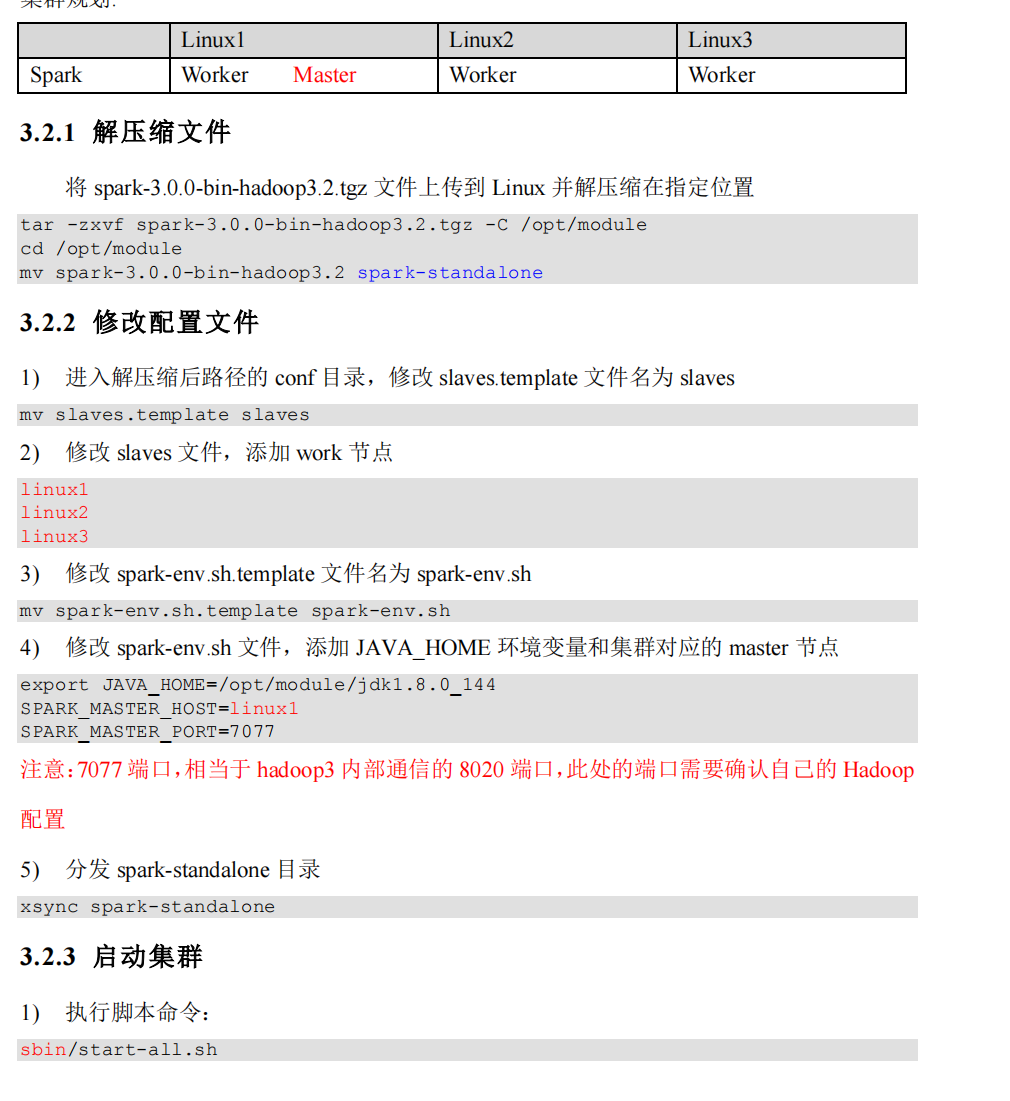 集群规划:
Linux1 Linux2 Linux3
Spark Worker Master Worker Worker
3.2.1 解压缩文件
将 spark-3.0.0-bin-hadoop3.2.tgz 文件上传到 Linux 并解压缩在指定位置
tar -zxvf spark-3.0.0-bin-hadoop3.2.tgz -C /opt/module
cd /opt/module
mv spark-3.0.0-bin-hadoop3.2 spark-standalone
3.2.2 修改配置文件
1) 进入解压缩后路径的 conf 目录，修改 slaves.template 文件名为 slaves
mv slaves.template slaves
2) 修改 slaves 文件，添加 work 节点
linux1
linux2
linux3
3) 修改 spark-env.sh.template 文件名为 spark-env.sh
mv spark-env.sh.template spark-env.sh
4) 修改 spark-env.sh 文件，添加 JAVA_HOME 环境变量和集群对应的 master 节点
export JAVA_HOME=/opt/module/jdk1.8.0_144
SPARK_MASTER_HOST=linux1
SPARK_MASTER_PORT=7077
注意：7077 端口，相当于 hadoop3 内部通信的 8020 端口，此处的端口需要确认自己的 Hadoop
配置
5) 分发 spark-standalone 目录
xsync spark-standalone
3.2.3 启动集群
1) 执行脚本命令：
sbin/start-all.sh